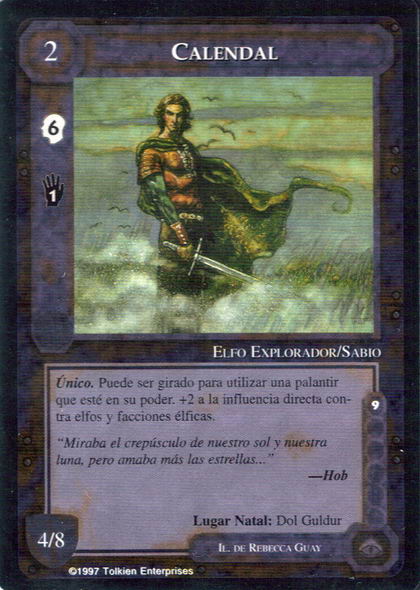 2
CALENDAL
6
1
ELFO EXPLORADOR/SABIO
Único. Puede ser girado para utilizar una palantir
que esté en su poder. +2 a la influencia directa con-
tra elfos y facciones élficas.
9
“Miraba el crepúsculo de nuestro sol y nuestra
luna, pero amaba más las estrellas...”
—Hob
Lugar Natal: Dol Guldur
4/8
IL. DE REBECCA GUAY
©1997 Tolkien Enterprises